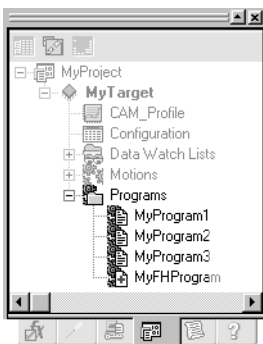 MyProject
MyTarget
CAM_Profile
Configuration
Data Watch Lists
Motions
Programs
MyProgram1
MyProgram2
MyProgram3
MyFHProgram